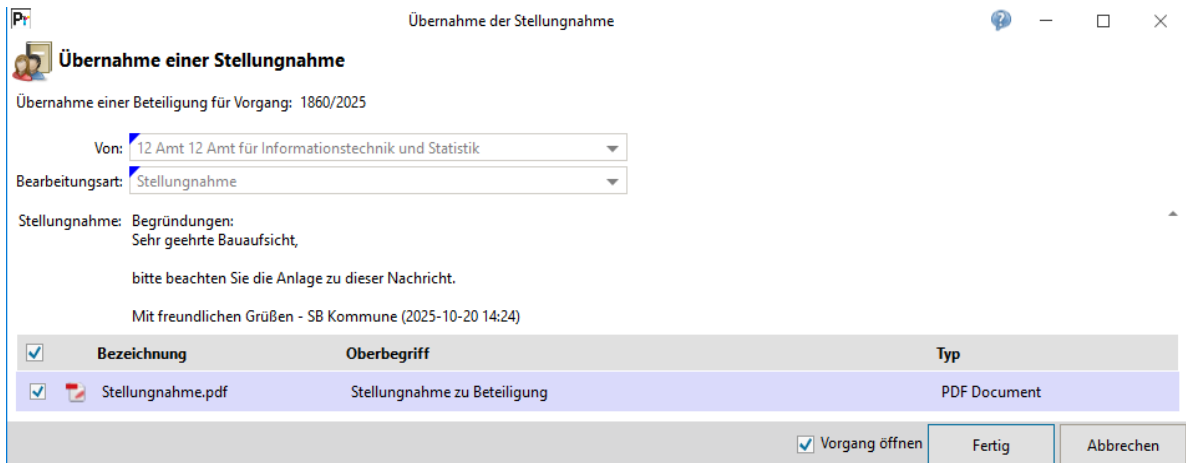 Pr
Übernahme der Stellungnahme
?
Übernahme einer Stellungnahme
Übernahme einer Beteiligung für Vorgang: 1860/2025
Von: 12 Amt 12 Amt für Informationstechnik und Statistik
Bearbeitungsart: Stellungnahme
Stellungnahme: Begründungen:
Sehr geehrte Bauaufsicht,
bitte beachten Sie die Anlage zu dieser Nachricht.
Mit freundlichen Grüßen - SB Kommune (2025-10-20 14:24)
Bezeichnung Oberbegriff Typ
Stellungnahme.pdf Stellungnahme zu Beteiligung PDF Document
Vorgang öffnen Fertig Abbrechen